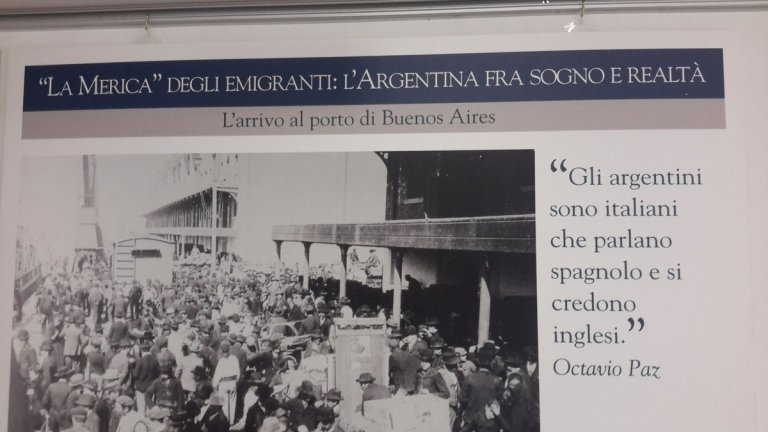 “LA MERICA” DEGLI EMIGRANTI: L’ARGENTINA FRA SOGNO E REALTÀ
L’arrivo al porto di Buenos Aires
“Gli argentini
sono italiani
che parlano
spagnolo e si
credono
inglesi.”
Octavio Paz